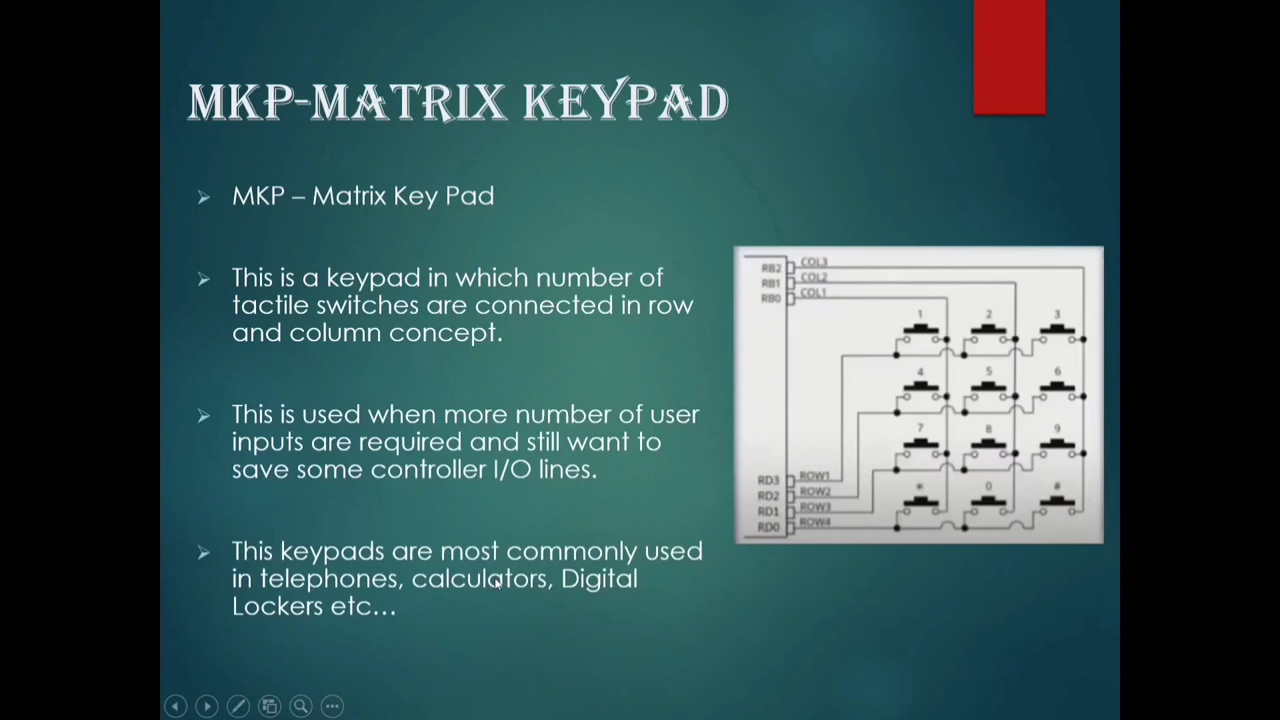 MKP-MATRIX KEYPAD
MKP – Matrix Key Pad
This is a keypad in which number of
tactile switches are connected in row
and column concept.
This is used when more number of user
inputs are required and still want to
save some controller I/O lines.
This keypads are most commonly used
in telephones, calculators, Digital
Lockers etc...
RB2 COL3
RB1 COL2
RB0 COL1
1 2 3
4 5 6
7 8 9
* 0 #
RD3 ROW1
RD2 ROW2
RD1 ROW3
RD0 ROW4